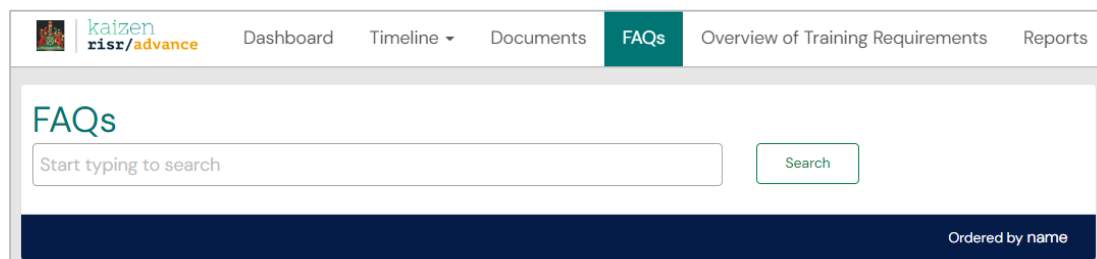 kaizen
risr/advance
Dashboard Timeline Documents FAQs Overview of Training Requirements Reports
FAQs
Start typing to search
Search
Ordered by name